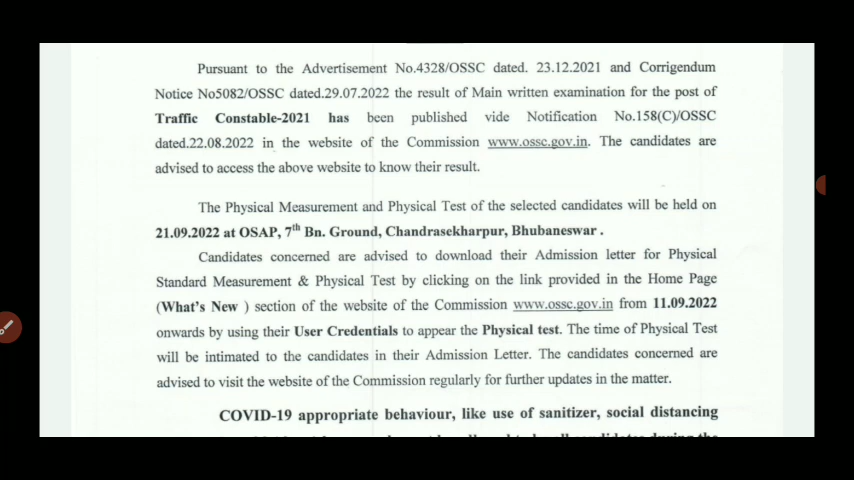 Pursuant to the Advertisement No.4328/OSSC dated. 23.12.2021 and Corrigendum
Notice No5082/OSSC dated.29.07.2022 the result of Main written examination for the post of
Traffic Constable-2021 has been published vide Notification No.158(C)/OSSC
dated.22.08.2022 in the website of the Commission www.ossc.gov.in. The candidates are
advised to access the above website to know their result.
The Physical Measurement and Physical Test of the selected candidates will be held on
21.09.2022 at OSAP, 7th Bn. Ground, Chandrasekharpur, Bhubaneswar .
Candidates concerned are advised to download their Admission letter for Physical
Standard Measurement & Physical Test by clicking on the link provided in the Home Page
(What's New ) section of the website of the Commission www.ossc.gov.in from 11.09.2022
onwards by using their User Credentials to appear the Physical test. The time of Physical Test
will be intimated to the candidates in their Admission Letter. The candidates concerned are
advised to visit the website of the Commission regularly for further updates in the matter.
COVID-19 appropriate behaviour, like use of sanitizer, social distancing